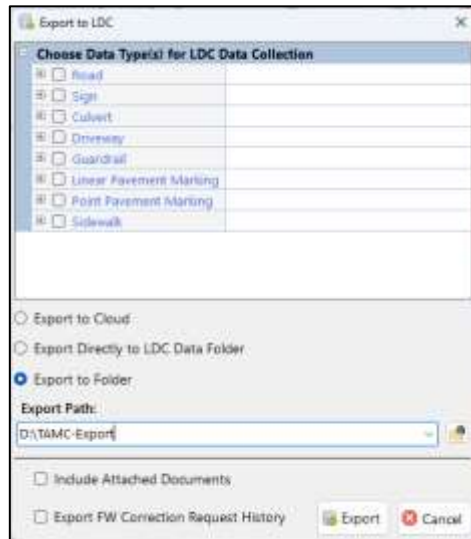 Export to LDC
Choose Data Type(s) for LDC Data Collection
Road
Sign
Culvert
Driveway
Guardrail
Linear Pavement Marking
Point Pavement Marking
Sidewalk
Export to Cloud
Export Directly to LDC Data Folder
Export to Folder
Export Path:
D:\TAMC-Export
Include Attached Documents
Export FW Correction Request History
Export
Cancel